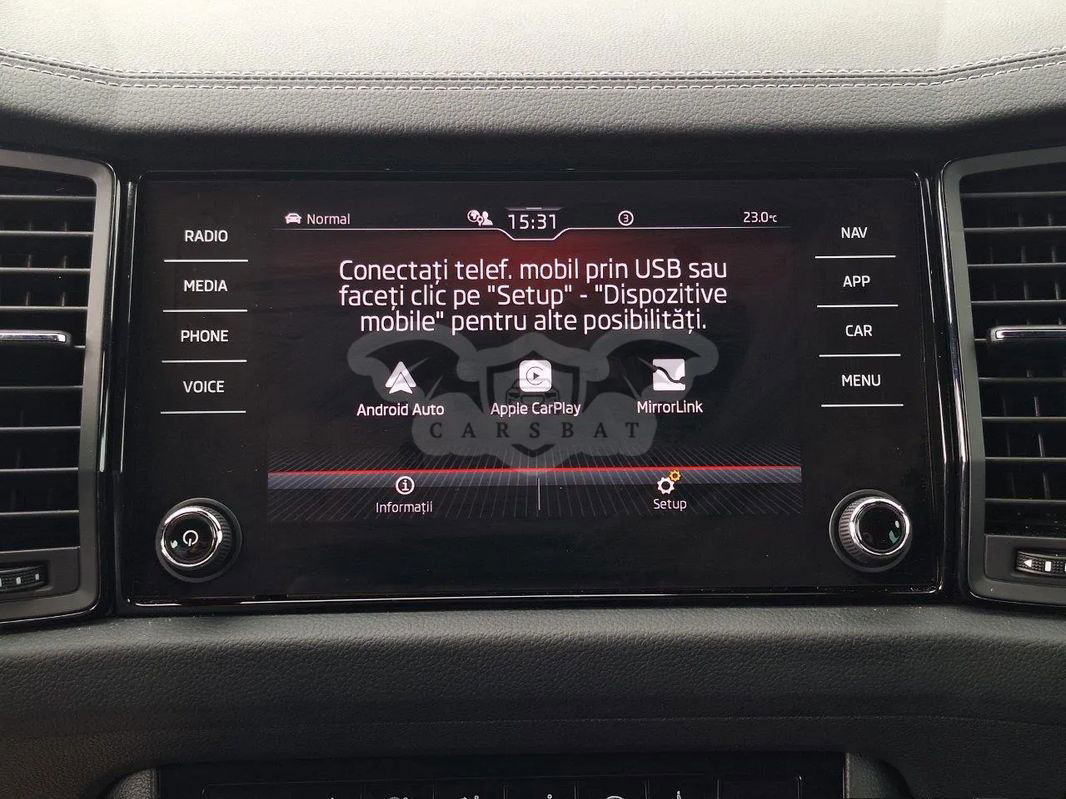 Normal
15:31
3
23.0°C
RADIO
MEDIA
PHONE
VOICE
NAV
APP
CAR
MENU
Conectați telef. mobil prin USB sau
faceți clic pe "Setup" - "Dispozitive
mobile" pentru alte posibilități.
Android Auto
Apple CarPlay
MirrorLink
CARSBAT
Informații
Setup